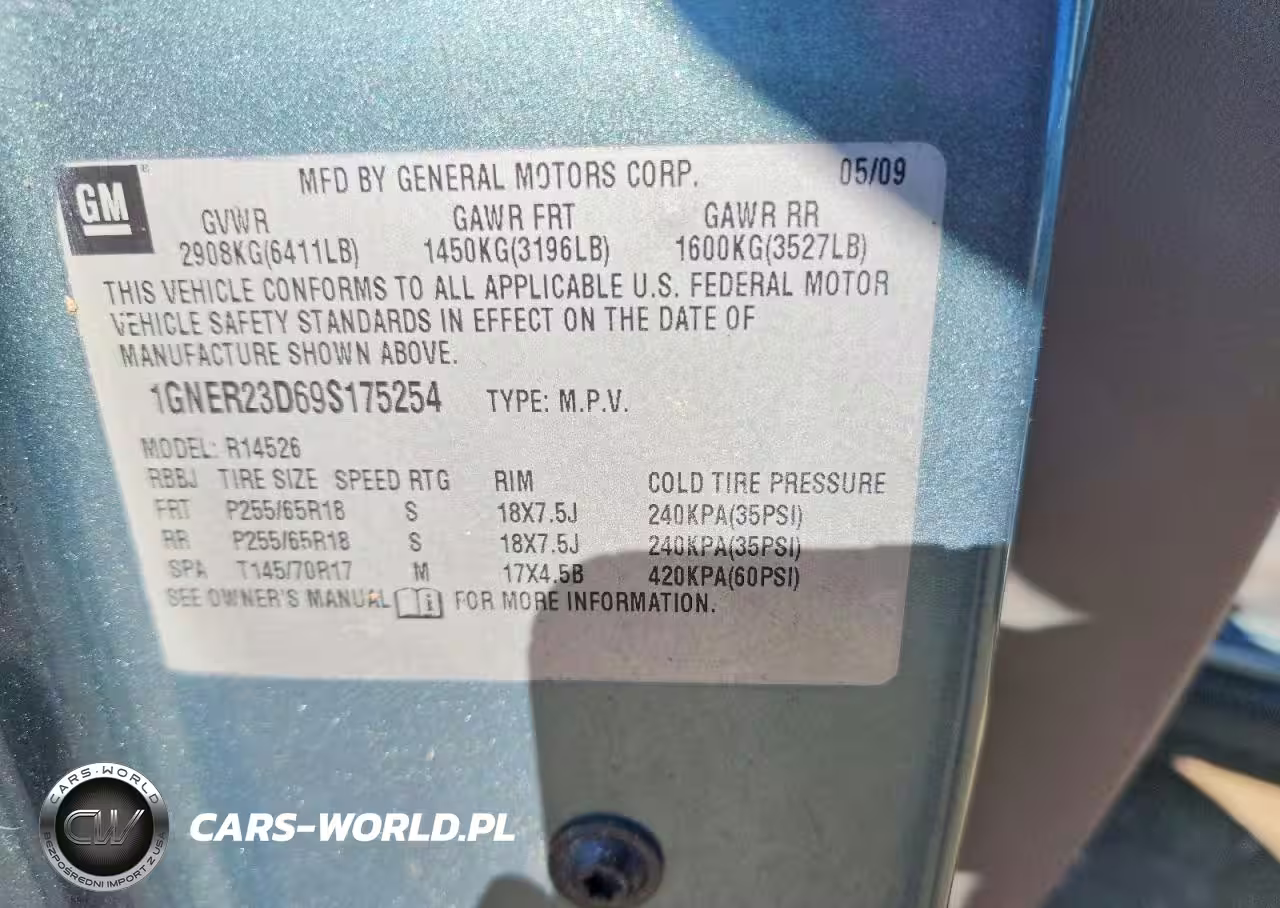 GM
MFD BY GENERAL MOTORS CORP. 05/09
GVWR GAWR FRT GAWR RR
2908KG(6411LB) 1450KG(3196LB) 1600KG(3527LB)
THIS VEHICLE CONFORMS TO ALL APPLICABLE U.S. FEDERAL MOTOR
VEHICLE SAFETY STANDARDS IN EFFECT ON THE DATE OF
MANUFACTURE SHOWN ABOVE.
1GNER23D69S175254 TYPE: M.P.V.
MODEL: R14526
RBBJ TIRE SIZE SPEED RTG RIM COLD TIRE PRESSURE
FRT P255/65R18 S 18X7.5J 240KPA(35PSI)
RR P255/65R18 S 18X7.5J 240KPA(35PSI)
SPA T145/70R17 M 17X4.5B 420KPA(60PSI)
SEE OWNER'S MANUAL i FOR MORE INFORMATION.
CARS-WORLD
CW
BEZPOŚREDNI IMPORT Z USA
CARS-WORLD.PL